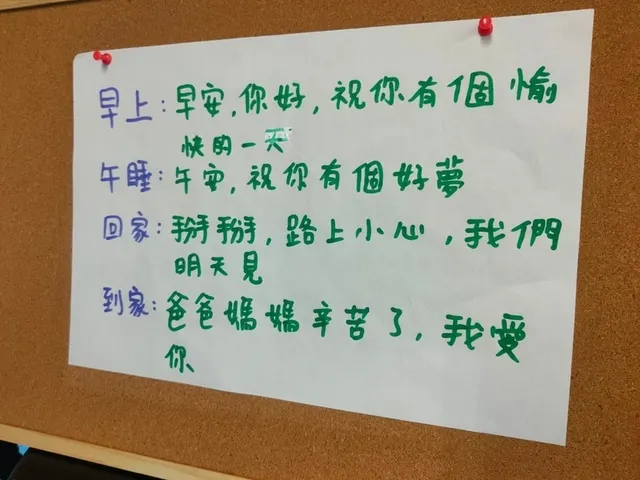 早上：早安，你好，祝你有個愉
快的一天
午睡：午安，祝你有個好夢
回家：掰掰，路上小心，我們
明天見
到家：爸爸媽媽辛苦了，我愛
你